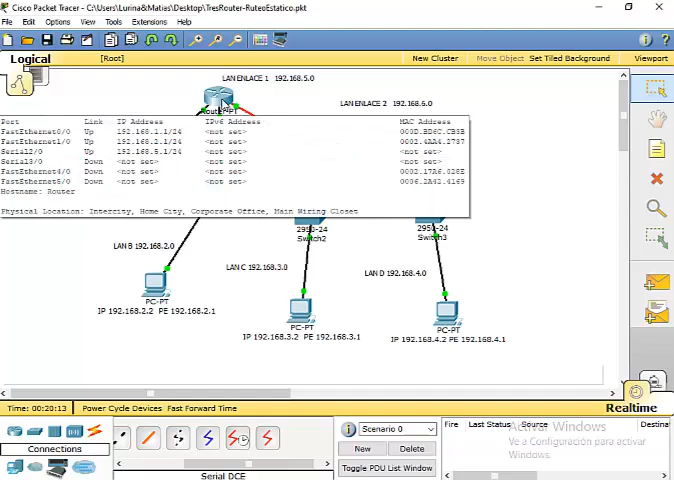 Cisco Packet Tracer - C:\Users\Lurina&Matias\Desktop\TresRouter-RuteoEstatico.pkt
File Edit Options View Tools Extensions Help
Logical [Root] New Cluster Move Object Set Tiled Background Viewport
LAN ENLACE 1 192.168.5.0
LAN ENLACE 2 192.168.6.0
Port Link IP Address IPv6 Address MAC Address
FastEthernet0/0 Up 192.168.1.1/24 <not set> 000D.BD6C.CB3B
FastEthernet1/0 Up 192.168.2.1/24 <not set> 0002.4AA4.2737
Serial2/0 Up 192.168.5.1/24 <not set> <not set>
Serial3/0 Down <not set> <not set> <not set>
FastEthernet4/0 Down <not set> <not set> 0002.17A6.028E
FastEthernet5/0 Down <not set> <not set> 0006.2A42.4169
Hostname: Router
Physical Location: Intercity, Home City, Corporate Office, Main Wiring Closet
2950-24
Switch2
2950-24
Switch3
LAN B 192.168.2.0
LAN C 192.168.3.0
LAN D 192.168.4.0
PC-PT
IP 192.168.2.2 PE 192.168.2.1
PC-PT
IP 192.168.3.2 PE 192.168.3.1
PC-PT
IP 192.168.4.2 PE 192.168.4.1
Time: 00:20:13 Power Cycle Devices Fast Forward Time Realtime
Connections
Serial DCE
Scenario 0
New Delete
Toggle PDU List Window
Fire Last Status Source Destina
Activar Windows
Ve a Configuración para activar
Windows.